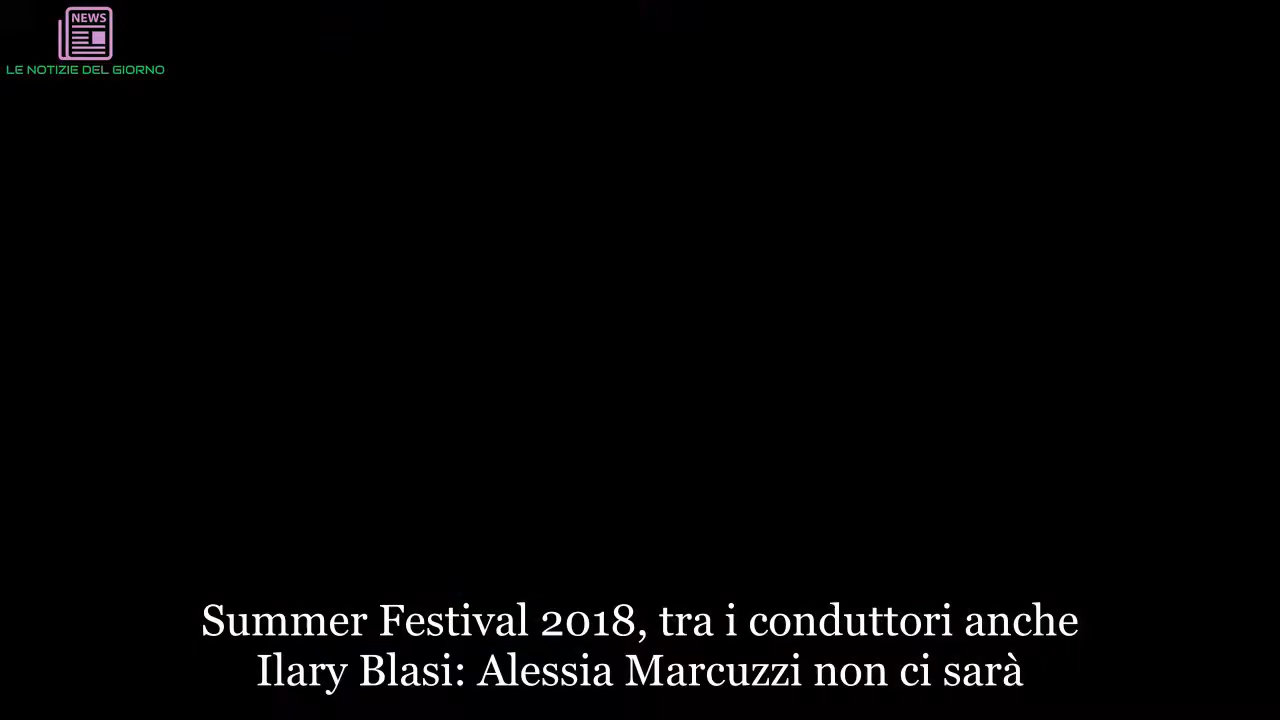 NEWS
LE NOTIZIE DEL GIORNO
Summer Festival 2018, tra i conduttori anche
Ilary Blasi: Alessia Marcuzzi non ci sarà